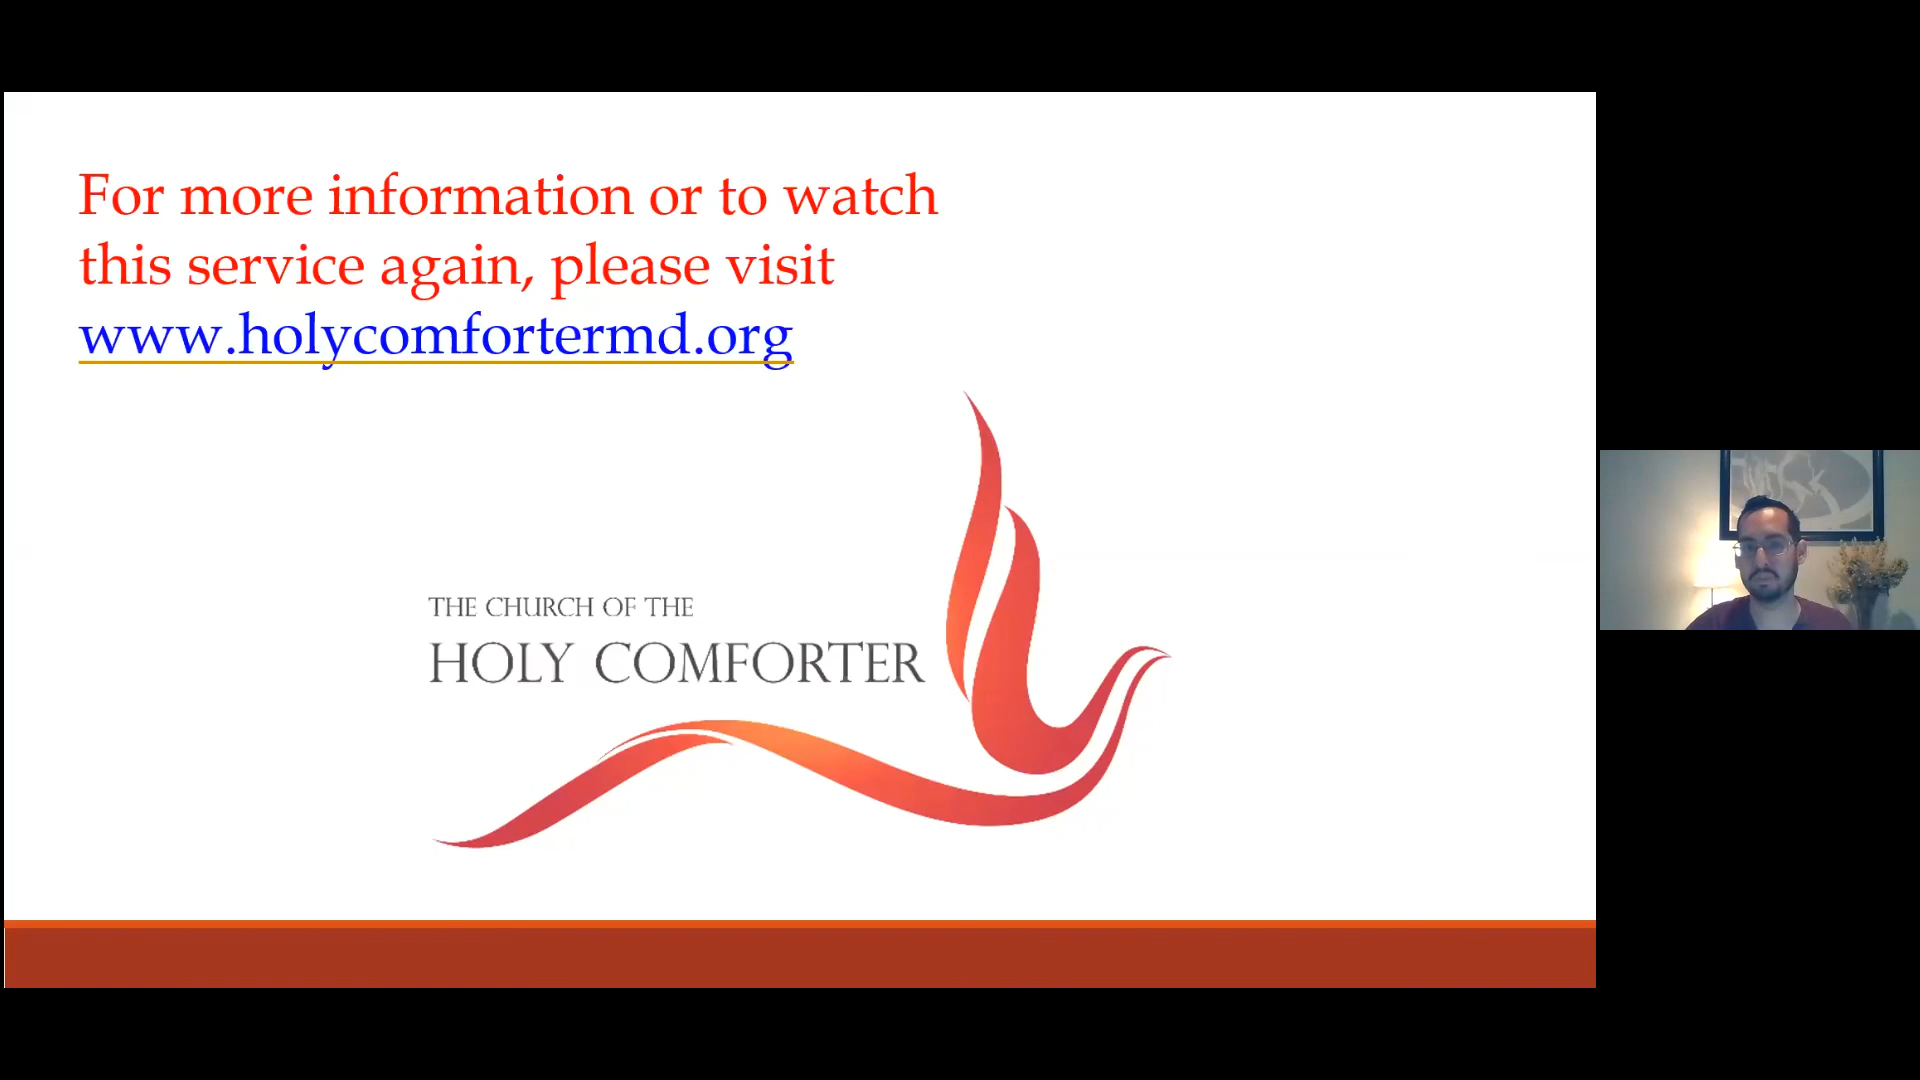 For more information or to watch
this service again, please visit
www.holycomfortermd.org
THE CHURCH OF THE
HOLY COMFORTER